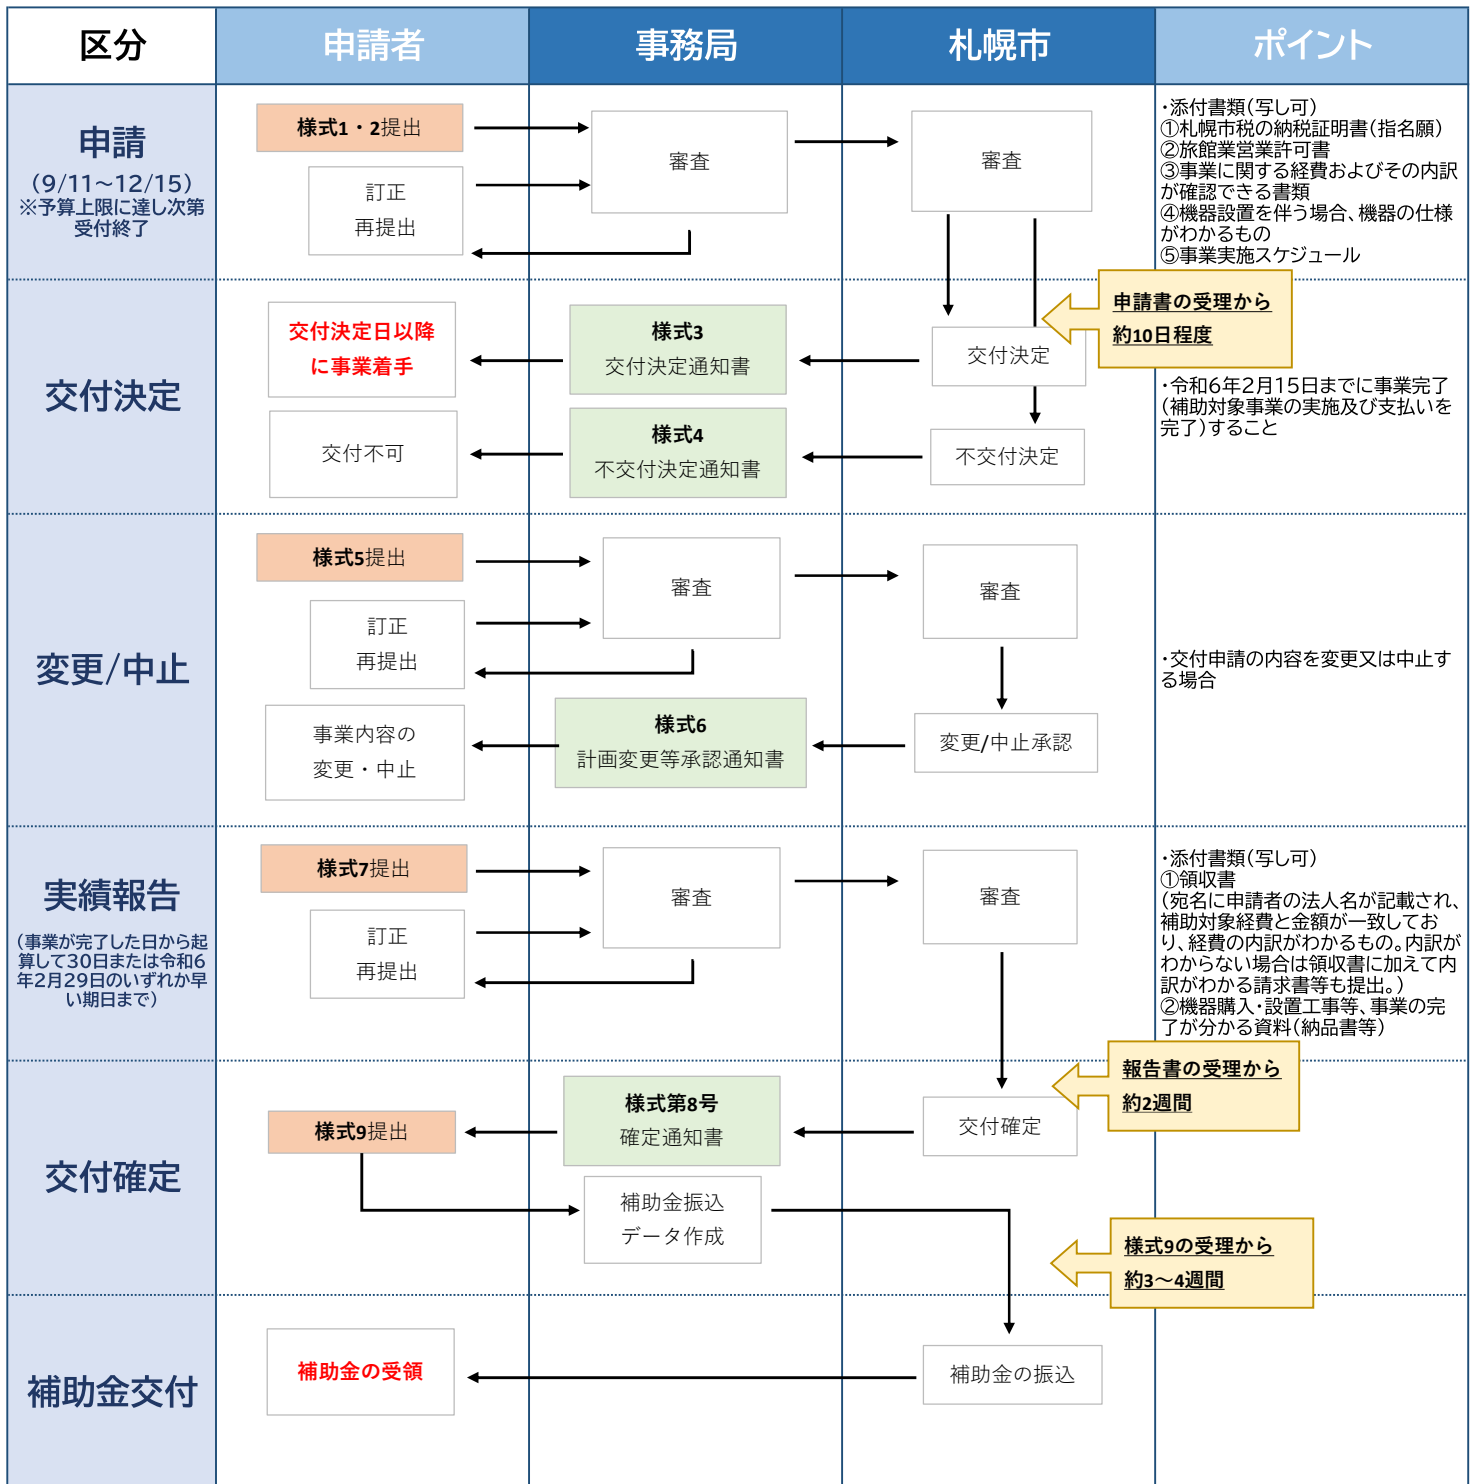 区分
申請者
事務局
札幌市
ポイント
申請
（9/11～12/15）
※予算上限に達し次第
受付終了
様式1・2提出
訂正
再提出
審査
審査
・添付書類（写し可）
①札幌市税の納税証明書（指名願）
②旅館業営業許可書
③事業に関する経費およびその内訳
が確認できる書類
④機器設置を伴う場合、機器の仕様
がわかるもの
⑤事業実施スケジュール
交付決定
交付決定日以降
に事業着手
様式3
交付決定通知書
交付決定
申請書の受理から
約10日程度
交付不可
様式4
不交付決定通知書
不交付決定
・令和6年2月15日までに事業完了
（補助対象事業の実施及び支払いを
完了）すること
変更/中止
様式5提出
訂正
再提出
審査
審査
事業内容の
変更・中止
様式6
計画変更等承認通知書
変更/中止承認
・交付申請の内容を変更又は中止す
る場合
実績報告
（事業が完了した日から起
算して30日または令和6
年2月29日のいずれか早
い期日まで）
様式7提出
訂正
再提出
審査
審査
・添付書類（写し可）
①領収書
（宛名に申請者の法人名が記載され、
補助対象経費と金額が一致してお
り、経費の内訳がわかるもの。内訳が
わからない場合は領収書に加えて内
訳がわかる請求書等も提出。）
②機器購入・設置工事等、事業の完
了が分かる資料（納品書等）
交付確定
様式9提出
様式第8号
確定通知書
交付確定
報告書の受理から
約2週間
補助金振込
データ作成
様式9の受理から
約3～4週間
補助金交付
補助金の受領
補助金の振込